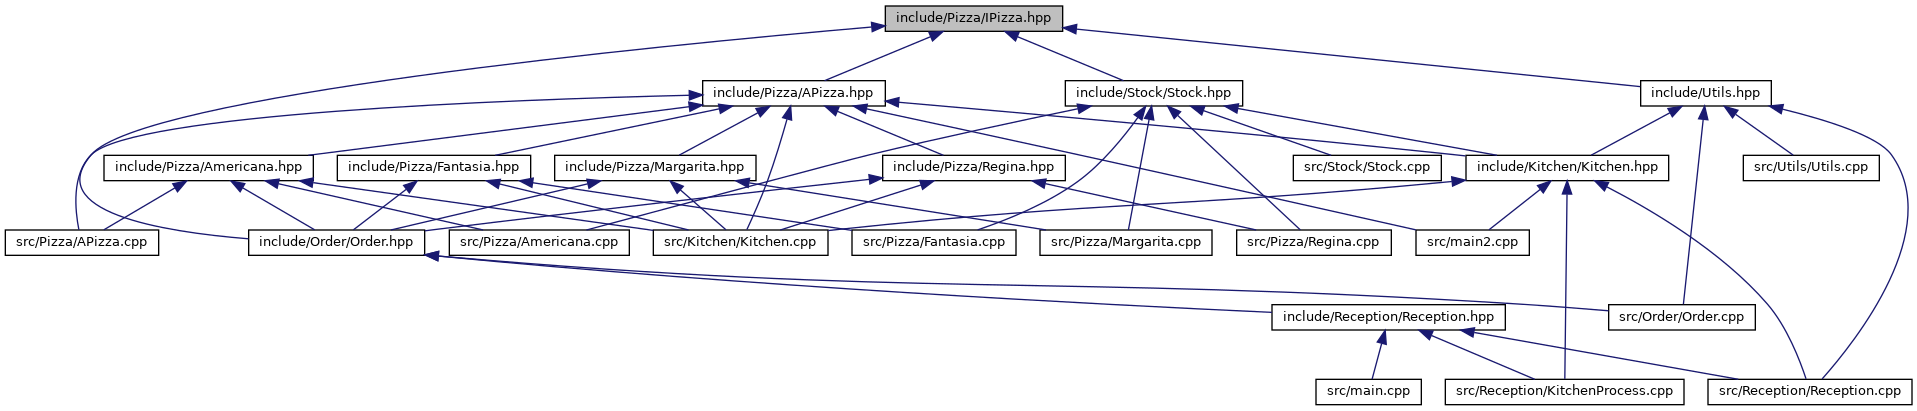 include/Pizza/IPizza.hpp
include/Pizza/APizza.hpp
include/Stock/Stock.hpp
include/Utils.hpp
include/Pizza/Americana.hpp
include/Pizza/Fantasia.hpp
include/Pizza/Margarita.hpp
include/Pizza/Regina.hpp
src/Stock/Stock.cpp
include/Kitchen/Kitchen.hpp
src/Utils/Utils.cpp
src/Pizza/APizza.cpp
include/Order/Order.hpp
src/Pizza/Americana.cpp
src/Kitchen/Kitchen.cpp
src/Pizza/Fantasia.cpp
src/Pizza/Margarita.cpp
src/Pizza/Regina.cpp
src/main2.cpp
include/Reception/Reception.hpp
src/Order/Order.cpp
src/main.cpp
src/Reception/KitchenProcess.cpp
src/Reception/Reception.cpp